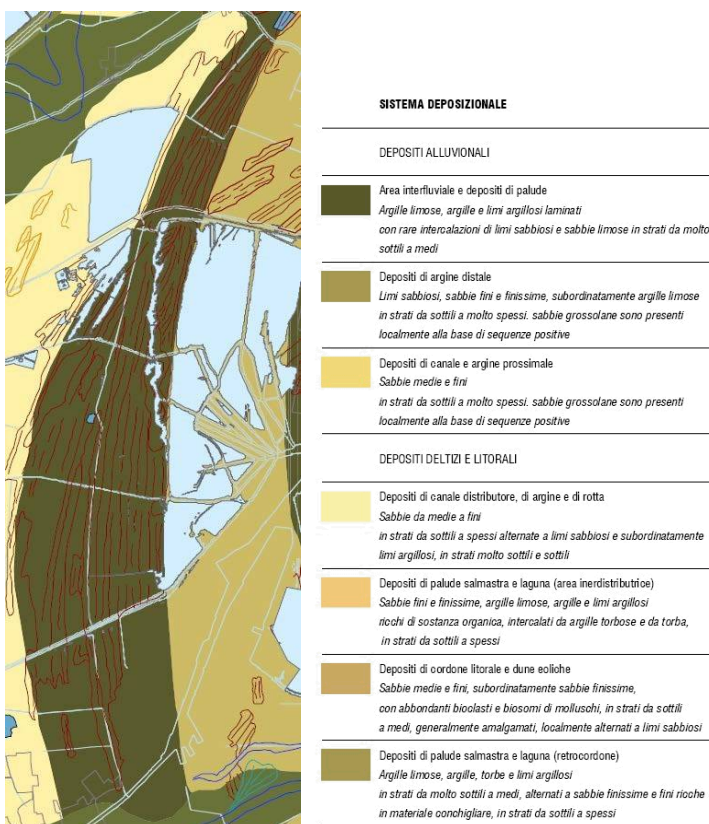 SISTEMA DEPOSIZIONALE
DEPOSITI ALLUVIONALI
Area interfluviale e depositi di palude
Argille limose, argille e limi argillosi laminati
con rare intercalazioni di limi sabbiosi e sabbie limose in strati da molto
sottili a medi
Depositi di argine distale
Limi sabbiosi, sabbie fini e finissime, subordinatamente argille limose
in strati da sottili a molto spessi. sabbie grossolane sono presenti
localmente alla base di sequenze positive
Depositi di canale e argine prossimale
Sabbie medie e fini
in strati da sottili a molto spessi. sabbie grossolane sono presenti
localmente alla base di sequenze positive
DEPOSITI DELTIZI E LITORALI
Depositi di canale distributore, di argine e di rotta
Sabbie da medie a fini
in strati da sottili a spessi alternate a limi sabbiosi e subordinatamente
limi argillosi, in strati molto sottili e sottili
Depositi di palude salmastra e laguna (area inerdistributrice)
Sabbie fini e finissime, argille limose, argille e limi argillosi
ricchi di sostanza organica, intercalati da argille torbose e da torba,
in strati da sottili a spessi
Depositi di cordone litorale e dune eoliche
Sabbie medie e fini, subordinatamente sabbie finissime,
con abbondanti bioclasti e biosomi di molluschi, in strati da sottili
a medi, generalmente amalgamati, localmente alternati a limi sabbiosi
Depositi di palude salmastra e laguna (retrocordone)
Argille limose, argille, torbe e limi argillosi
in strati da molto sottili a medi, alternati a sabbie finissime e fini ricche
in materiale conchigliare, in strati da sottili a spessi